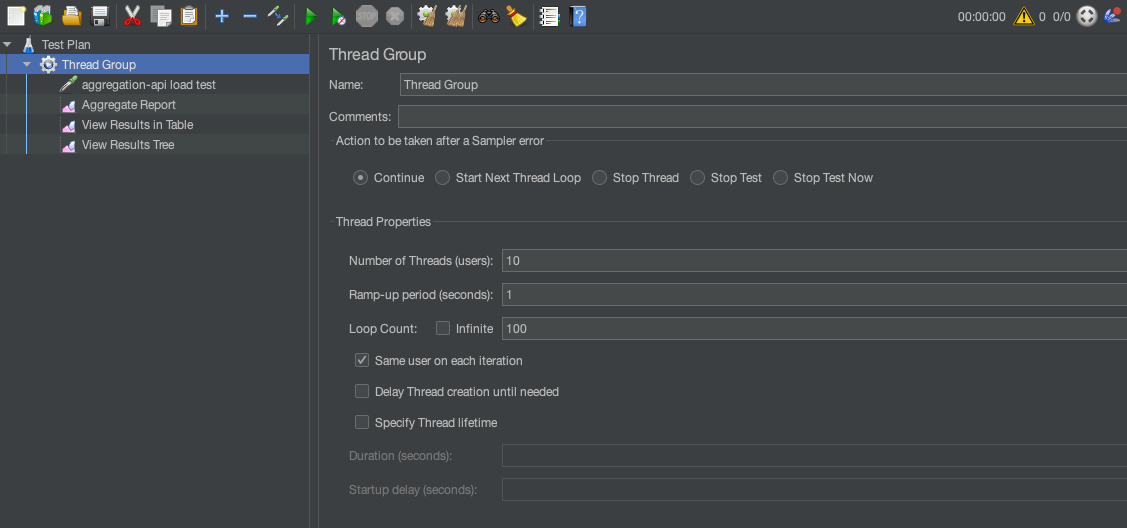 STOP
00:00:00
0
0/0
Test Plan
Thread Group
aggregation-api load test
Aggregate Report
View Results in Table
View Results Tree
Thread Group
Name: Thread Group
Comments:
Action to be taken after a Sampler error
Continue Start Next Thread Loop Stop Thread Stop Test Stop Test Now
Thread Properties
Number of Threads (users): 10
Ramp-up period (seconds): 1
Loop Count: Infinite 100
Same user on each iteration
Delay Thread creation until needed
Specify Thread lifetime
Duration (seconds):
Startup delay (seconds):